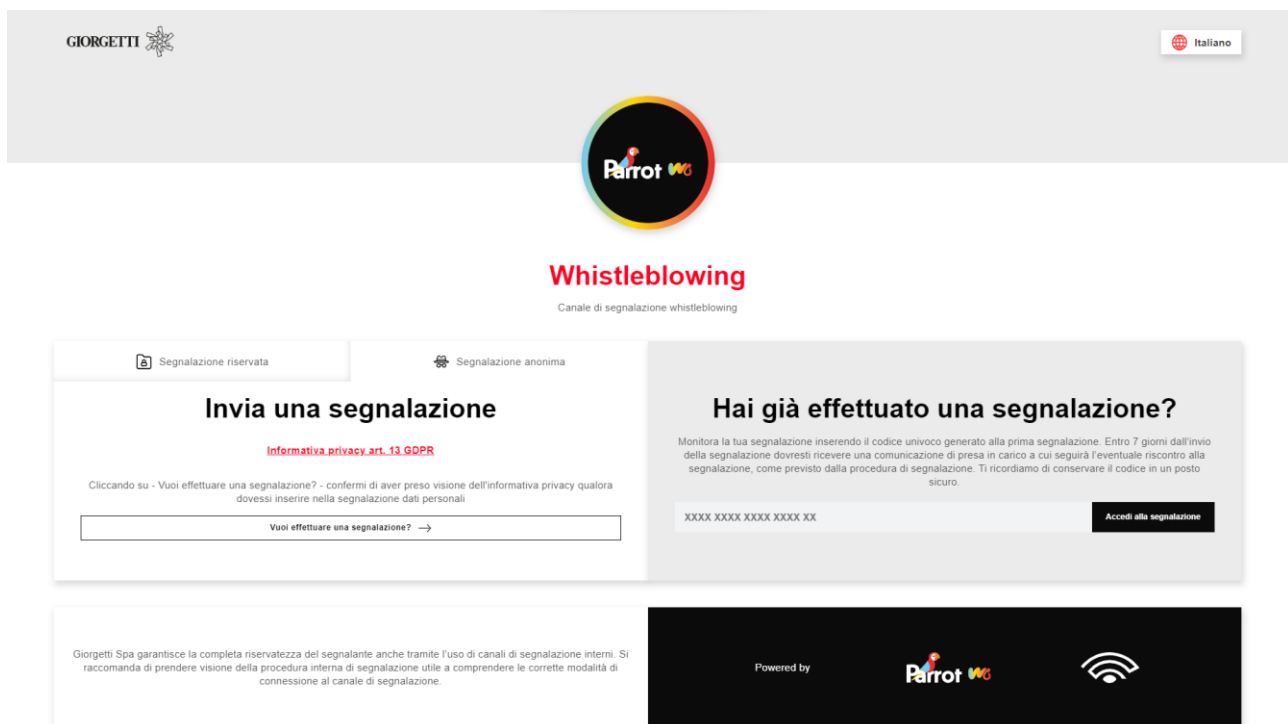 GIORGETTI
Italiano
Parrot WB
Whistleblowing
Canale di segnalazione whistleblowing
Segnalazione riservata
Segnalazione anonima
Invia una segnalazione
Informativa privacy art. 13 GDPR
Cliccando su - Vuoi effettuare una segnalazione? - confermi di aver preso visione dell'informativa privacy qualora
dovessi inserire nella segnalazione dati personali
Vuoi effettuare una segnalazione?
Hai già effettuato una segnalazione?
Monitora la tua segnalazione inserendo il codice univoco generato alla prima segnalazione. Entro 7 giorni dall'invio
della segnalazione dovresti ricevere una comunicazione di presa in carico a cui seguirà l'eventuale riscontro alla
segnalazione, come previsto dalla procedura di segnalazione. Ti ricordiamo di conservare il codice in un posto
sicuro.
XXXX XXXX XXXX XXXX XX
Accedi alla segnalazione
Giorgetti Spa garantisce la completa riservatezza del segnalante anche tramite l'uso di canali di segnalazione interni. Si
raccomanda di prendere visione della procedura interna di segnalazione utile a comprendere le corrette modalità di
connessione al canale di segnalazione.
Powered by
Parrot WB